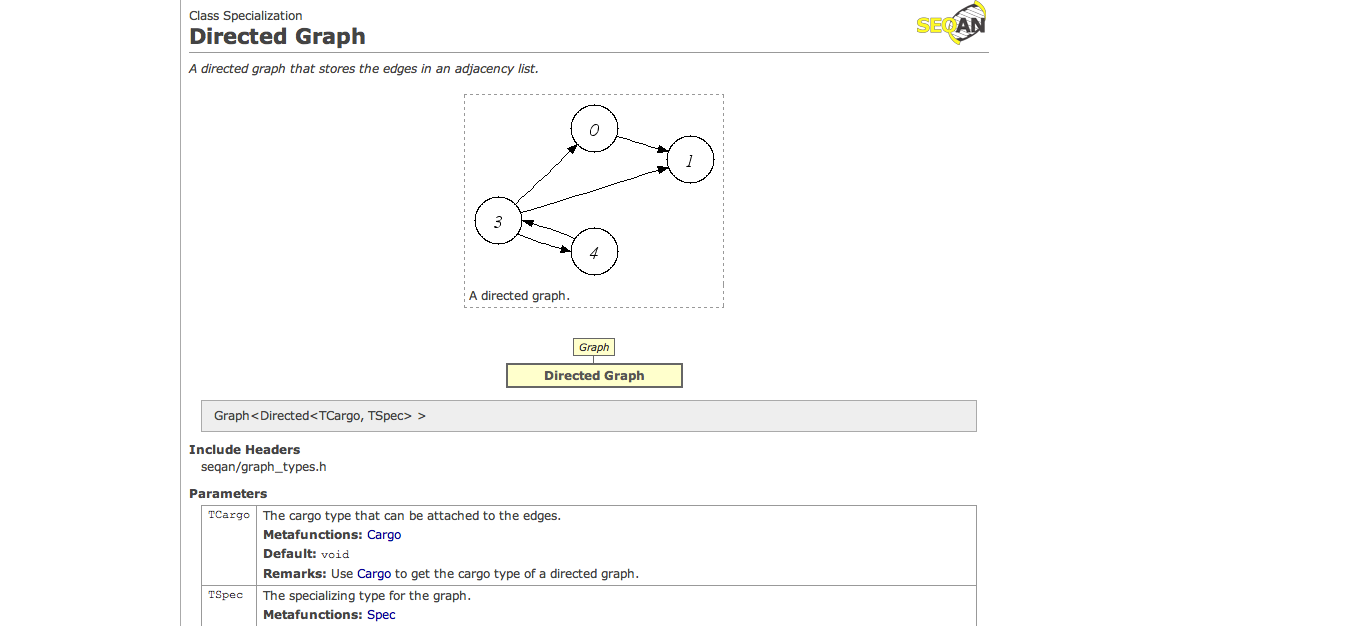 Class Specialization
Directed Graph
SEQAN
A directed graph that stores the edges in an adjacency list.
0
1
3
4
A directed graph.
Graph
Directed Graph
Graph<Directed<TCargo, TSpec> >
Include Headers
seqan/graph_types.h
Parameters
TCargo The cargo type that can be attached to the edges.
Metafunctions: Cargo
Default: void
Remarks: Use Cargo to get the cargo type of a directed graph.
TSpec The specializing type for the graph.
Metafunctions: Spec